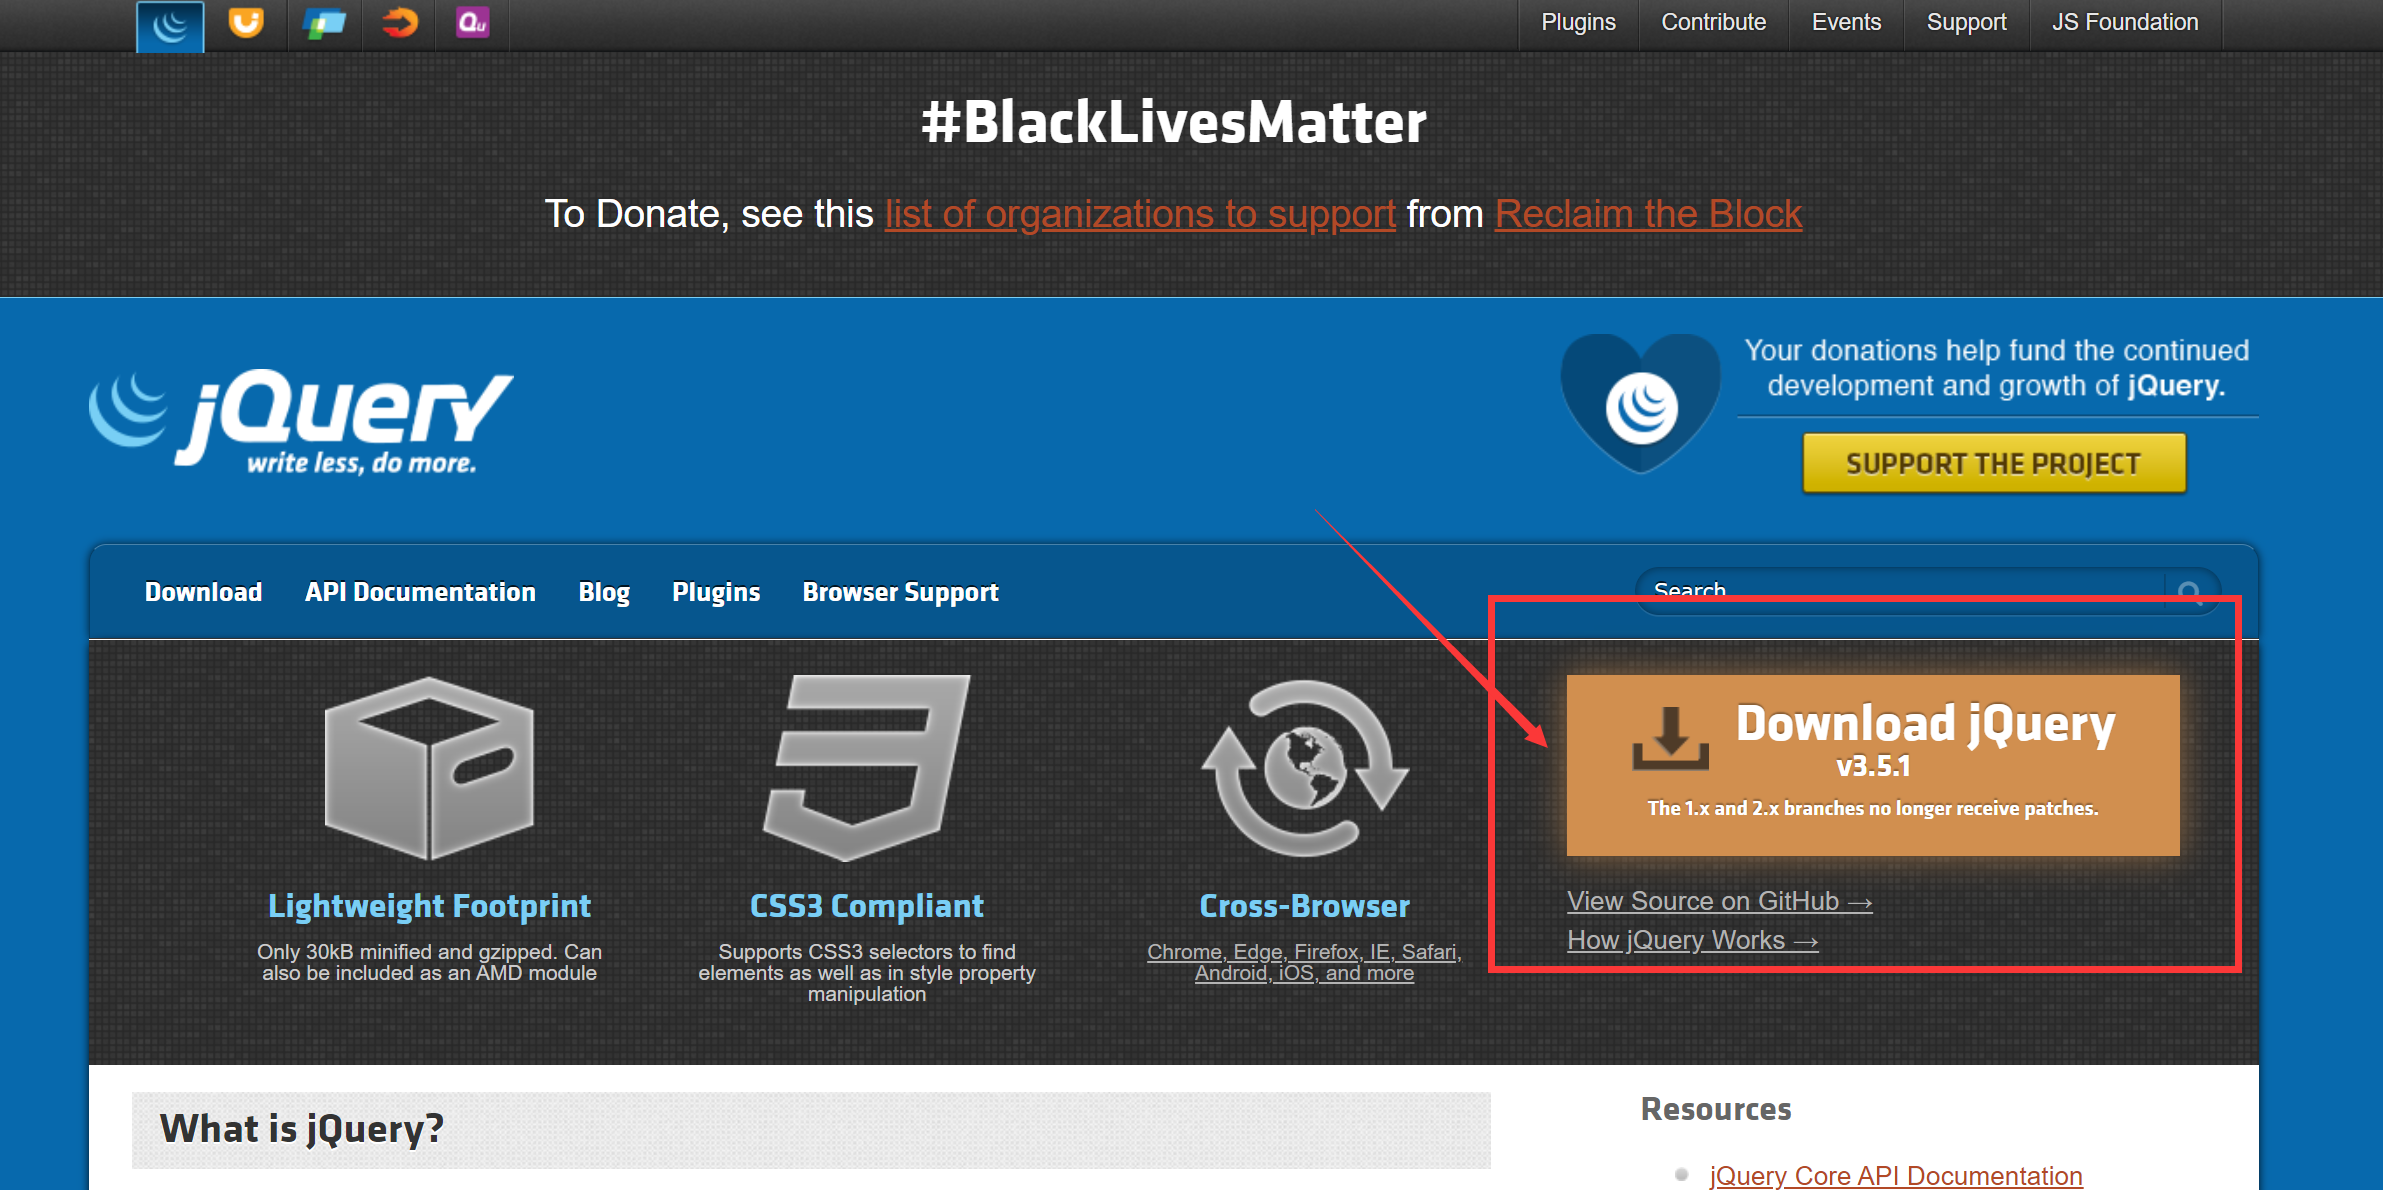 Plugins Contribute Events Support JS Foundation
#BlackLivesMatter
To Donate, see this list of organizations to support from Reclaim the Block
jQuery
write less, do more.
Your donations help fund the continued
development and growth of jQuery.
SUPPORT THE PROJECT
Download API Documentation Blog Plugins Browser Support
Search
Lightweight Footprint
Only 30kB minified and gzipped. Can
also be included as an AMD module
CSS3 Compliant
Supports CSS3 selectors to find
elements as well as in style property
manipulation
Cross-Browser
Chrome, Edge, Firefox, IE, Safari,
Android, iOS, and more
Download jQuery
v3.5.1
The 1.x and 2.x branches no longer receive patches.
View Source on GitHub →
How jQuery Works →
What is jQuery?
Resources
jQuery Core API Documentation